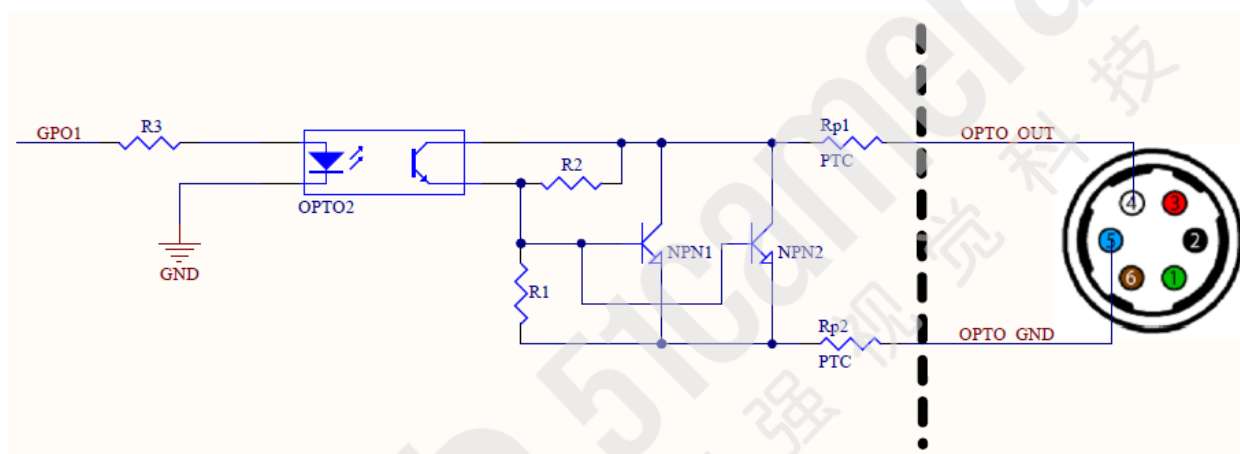 GPO1
R3
OPTO2
GND
R2
R1
NPN1
NPN2
Rp1
PTC
Rp2
PTC
OPTO_OUT
OPTO_GND
4
3
5
2
6
1
51Camera
强视觉科技